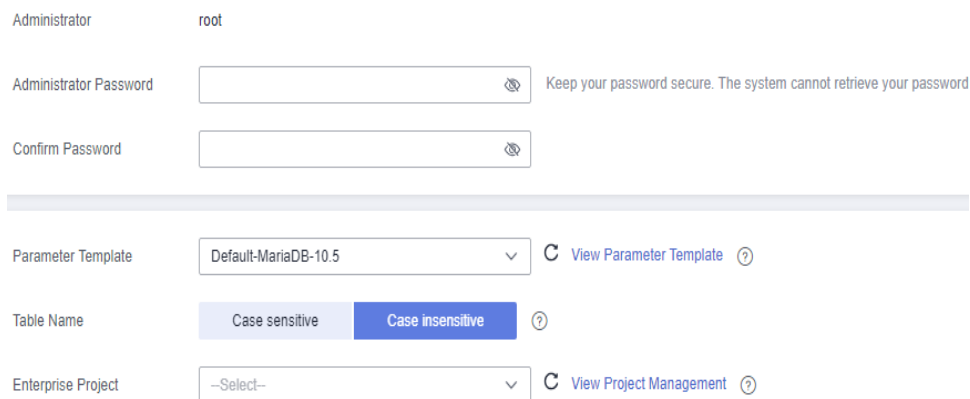 Administrator root
Administrator Password Keep your password secure. The system cannot retrieve your password
Confirm Password
Parameter Template Default-MariaDB-10.5 View Parameter Template ?
Table Name Case sensitive Case insensitive ?
Enterprise Project --Select-- View Project Management ?